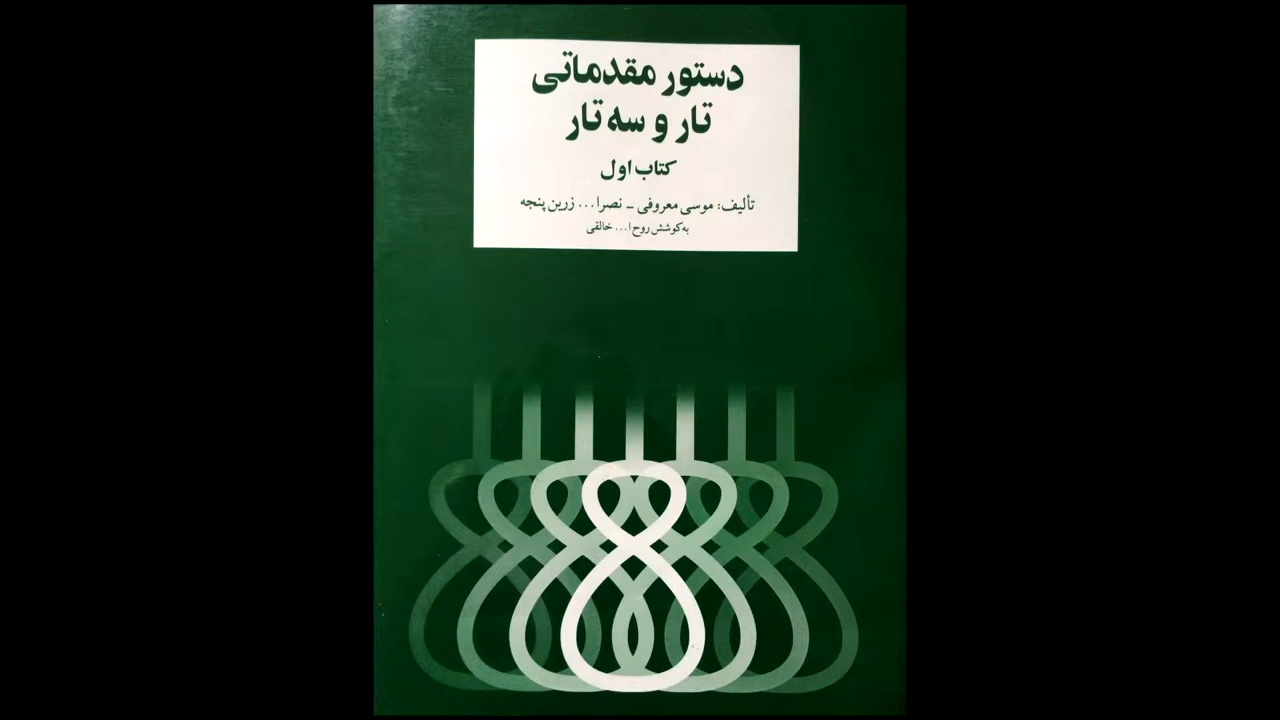 دستور مقدماتی
تار و سه تار
کتاب اول
تألیف: موسی معروفی ـ نصرا... زرین پنجه
به‌کوشش روح ا... خالقی